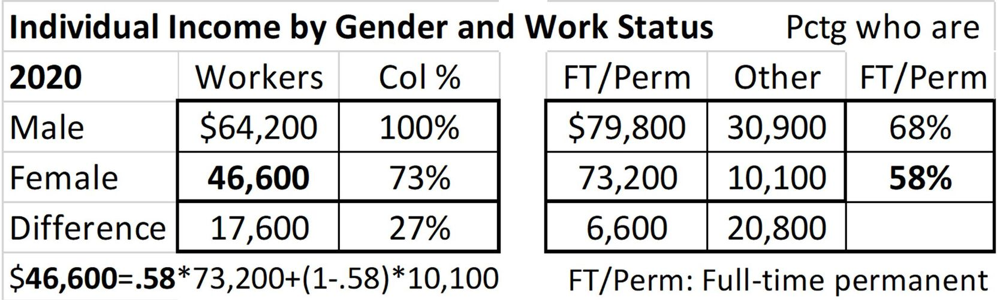 Individual Income by Gender and Work Status Pctg who are
2020 Workers Col % FT/Perm Other FT/Perm
Male $64,200 100% $79,800 30,900 68%
Female 46,600 73% 73,200 10,100 58%
Difference 17,600 27% 6,600 20,800
$46,600=.58*73,200+(1-.58)*10,100 FT/Perm: Full-time permanent